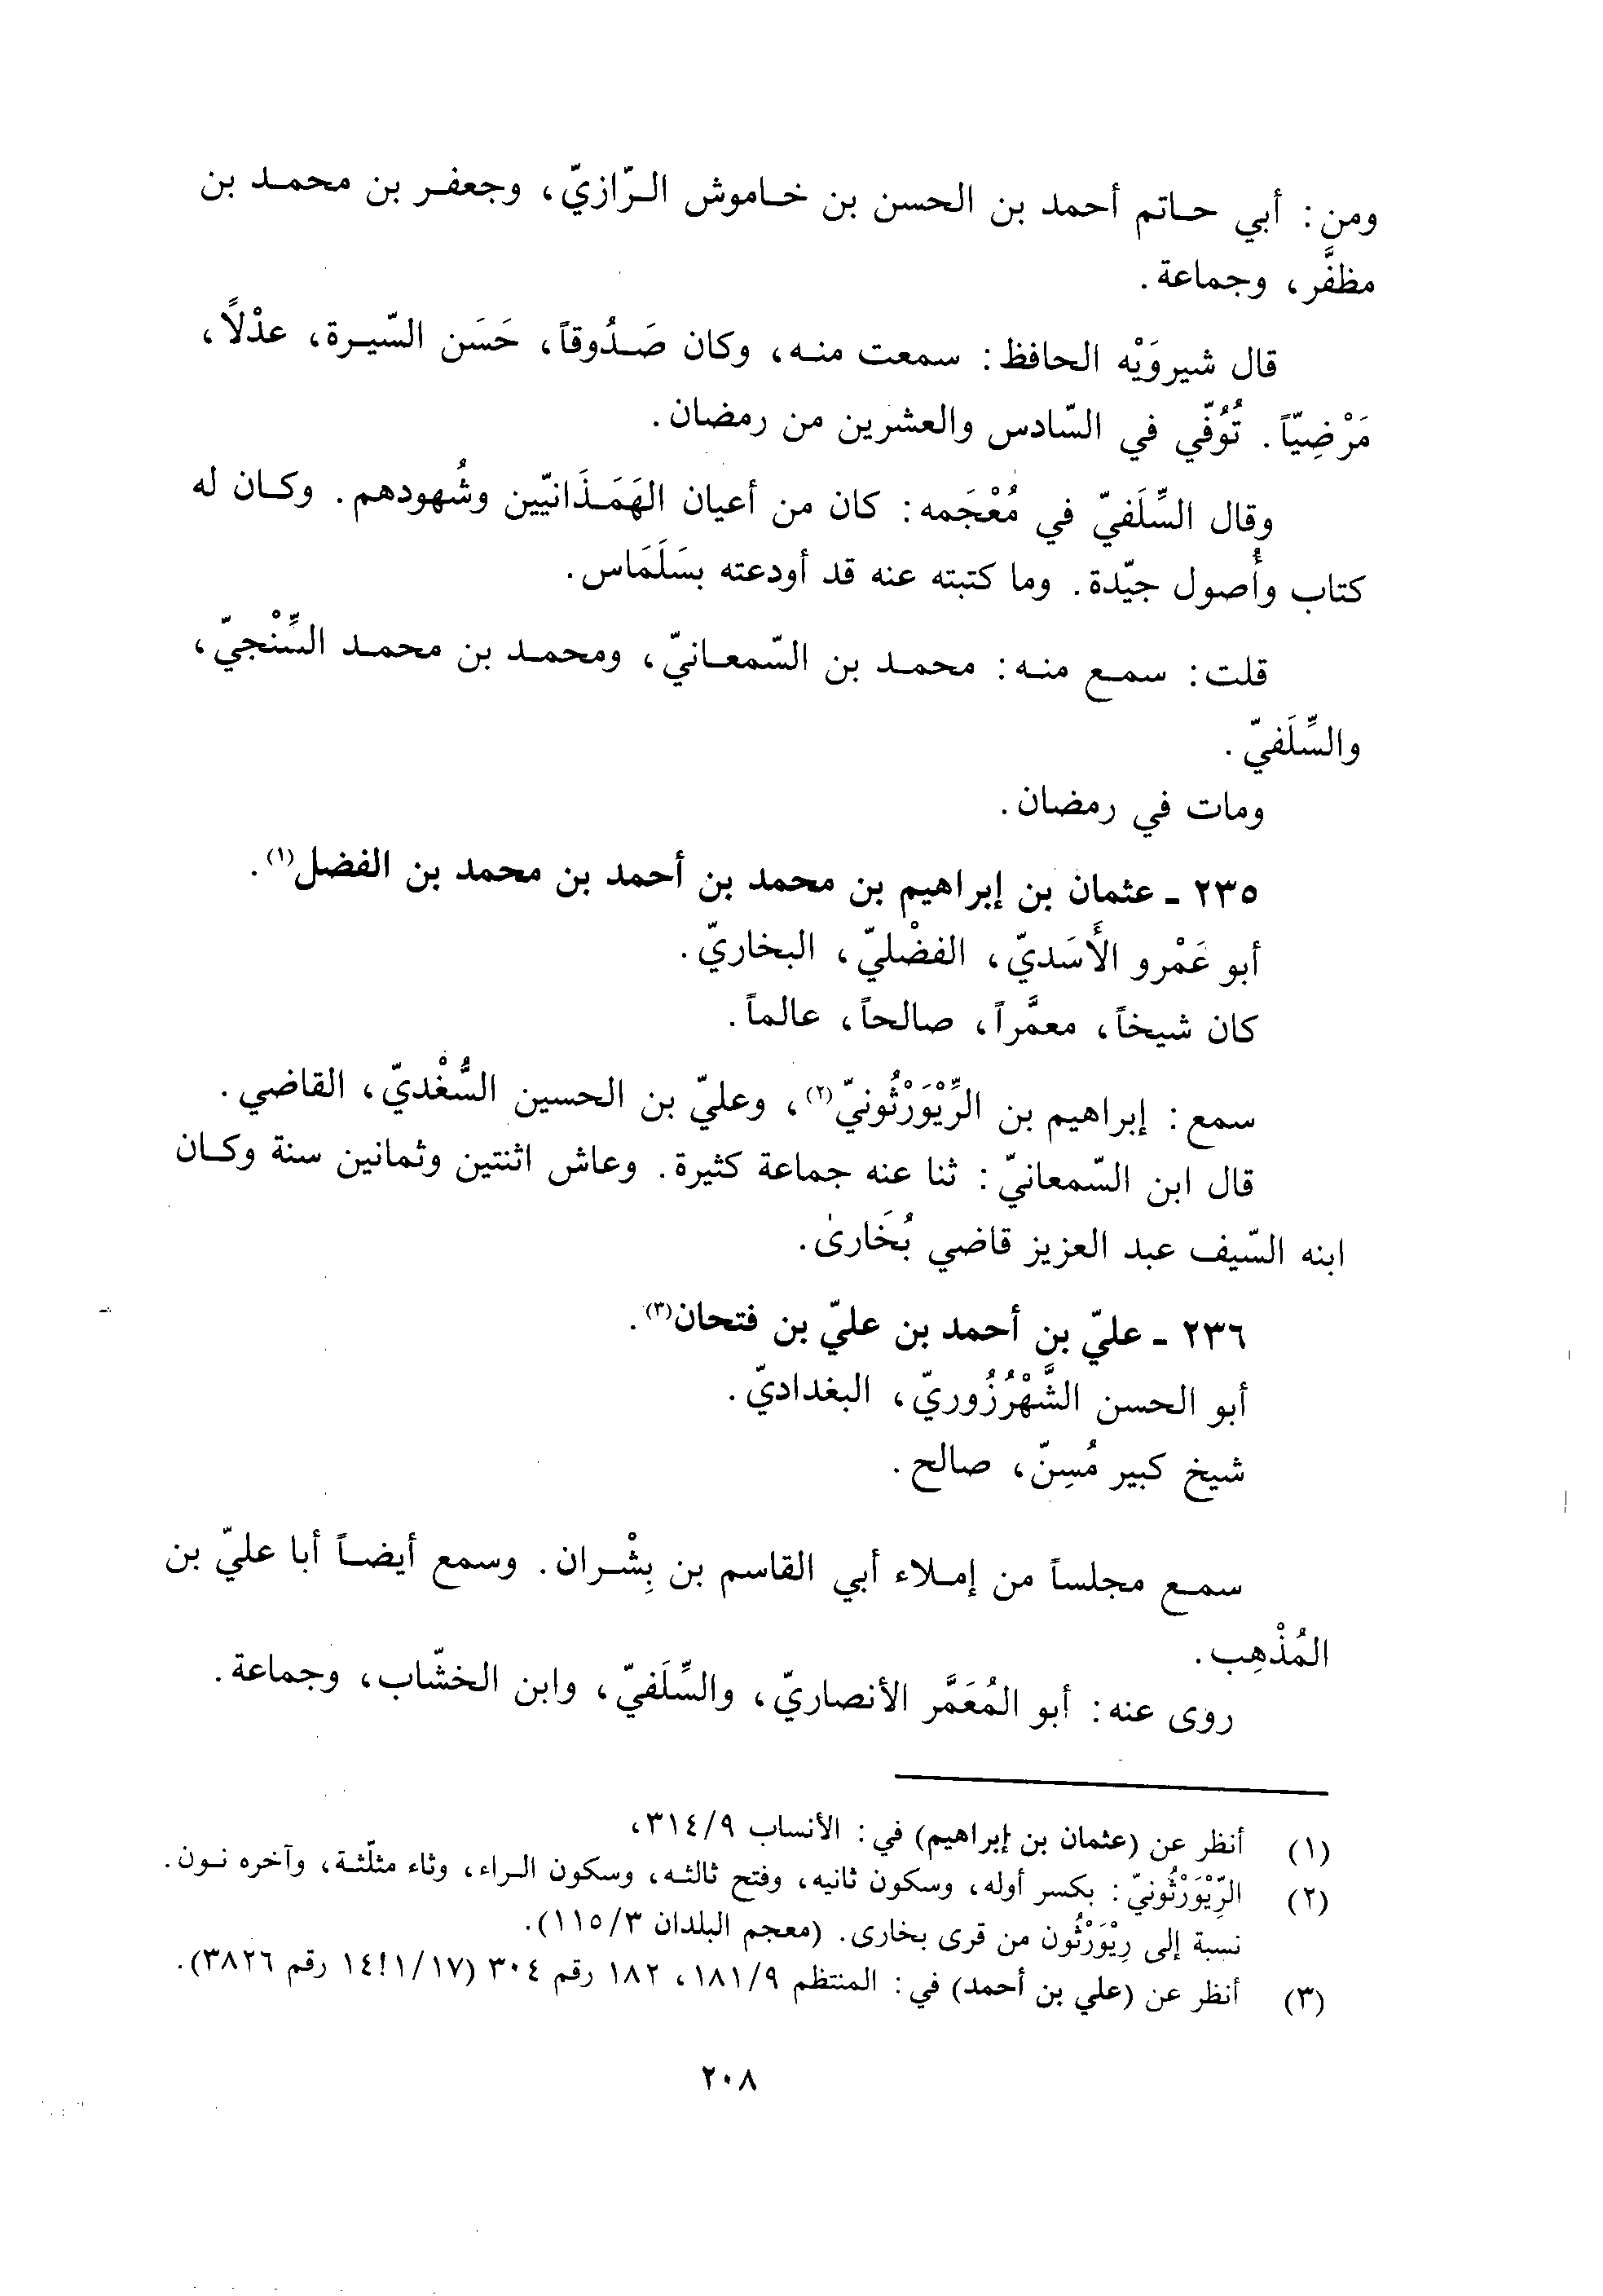 ومن: أبي حاتم أحمد بن الحسن بن خاموش الرّازيّ، وجعفر بن محمد بن
مظفَّر، وجماعة.
قال شيروَيْه الحافظ: سمعت منه، وكان صَدُوقاً، حَسَن السّيرة، عدْلاً،
مَرْضِيّاً. تُوُفّي في السّادس والعشرين من رمضان.
وقال السِّلَفيّ في مُعْجَمه: كان من أعيان الهَمَذَانيّين وشُهودهم. وكان له
كتاب وأُصول جيّدة. وما كتبته عنه قد أودعته بسَلَمَاس.
قلت: سمع منه: محمد بن السّمعانيّ، ومحمد بن محمد السِّنْجيّ،
والسِّلَفيّ.
ومات في رمضان.
٢٣٥ - عثمان بن إبراهيم بن محمد بن أحمد بن محمد بن الفضل(١).
أبو عَمْرو الأَسَديّ، الفضْليّ، البخاريّ.
كان شيخاً، معمَّراً، صالحاً، عالماً.
سمع: إبراهيم بن الرِّيْوَرْثُونيّ(٢)، وعليّ بن الحسين السُّغْديّ، القاضي.
قال ابن السّمعانيّ: ثنا عنه جماعة كثيرة. وعاش اثنتين وثمانين سنة وكان
ابنه السّيف عبد العزيز قاضي بُخَارىٰ.
٢٣٦ - عليّ بن أحمد بن عليّ بن فتحان(٣).
أبو الحسن الشَّهْرُزُوريّ، البغداديّ.
شيخ كبير مُسِنّ، صالح.
سمع مجلساً من إملاء أبي القاسم بن بِشْران. وسمع أيضاً أبا عليّ بن
المُذْهِب.
روى عنه: أبو المُعَمَّر الأنصاريّ، والسِّلَفيّ، وابن الخشّاب، وجماعة.
(١) أنظر عن (عثمان بن إبراهيم) في: الأنساب ٣١٤/٩،
(٢) الرِّيْوَرْثُونيّ: بكسر أوله، وسكون ثانيه، وفتح ثالثه، وسكون الراء، وثاء مثلّثة، وآخره نون.
نسبة إلى رِيْوَرْثُون من قرى بخارى. (معجم البلدان ١١٥/٣).
(٣) أنظر عن (علي بن أحمد) في: المنتظم ١٨١/٩، ١٨٢ رقم ٣٠٤ (١٤!١/١٧ رقم ٣٨٢٦).
٢٠٨